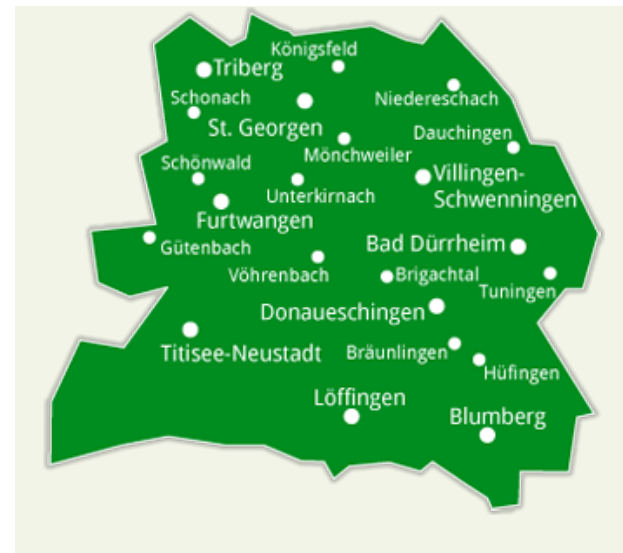 Königsfeld
Triberg
Schonach
Niedereschach
St. Georgen
Dauchingen
Mönchweiler
Schönwald
Villingen-
Schwenningen
Unterkirnach
Furtwangen
Gütenbach
Bad Dürrheim
Vöhrenbach
Brigachtal
Tuningen
Donaueschingen
Titisee-Neustadt
Bräunlingen
Hüfingen
Löffingen
Blumberg